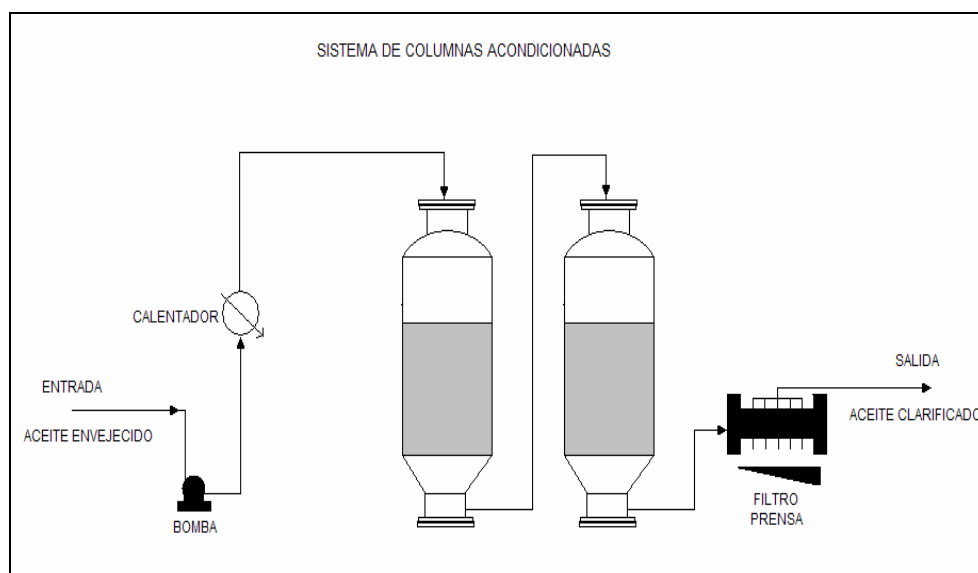 SISTEMA DE COLUMNAS ACONDICIONADAS
CALENTADOR
ENTRADA
ACEITE ENVEJECIDO
BOMBA
SALIDA
ACEITE CLARIFICADO
FILTRO
PRENSA